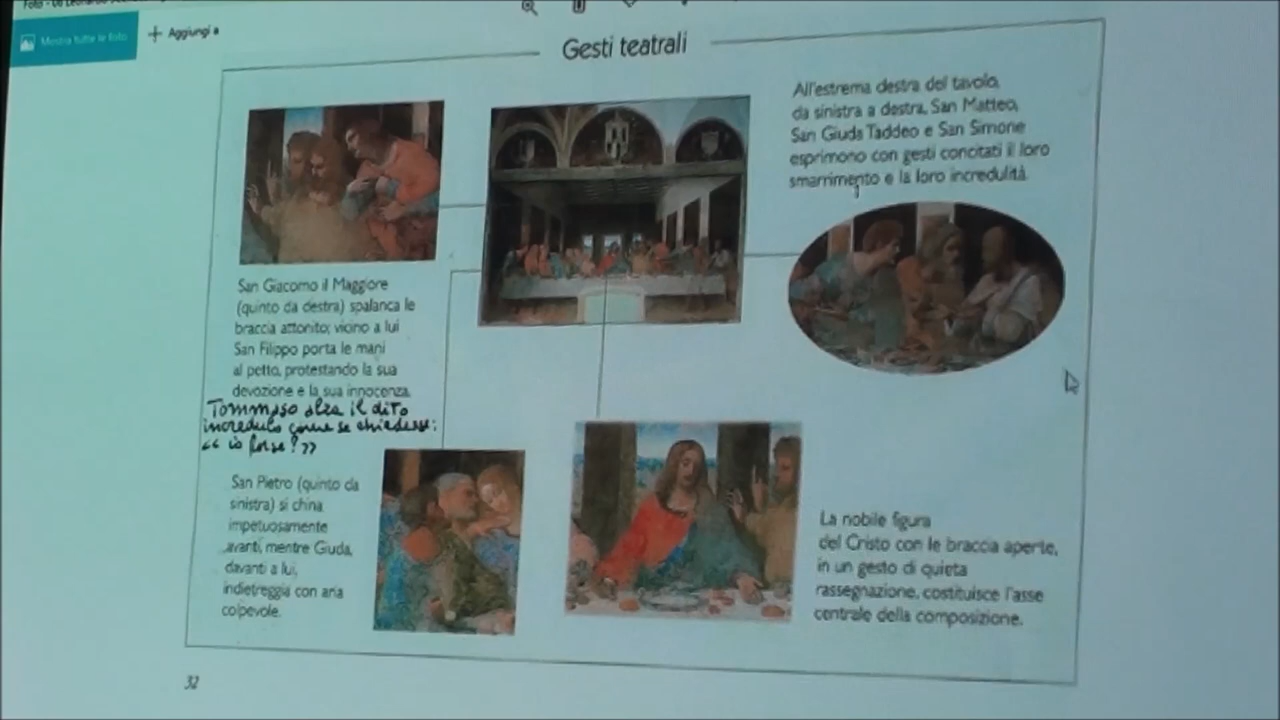 Mostra tutte le foto
Aggiungi a
Gesti teatrali
All'estrema destra del tavolo,
da sinistra a destra, San Matteo,
San Giuda Taddeo e San Simone
esprimono con gesti concitati il loro
smarrimento e la loro incredulità.
San Giacomo il Maggiore
(quinto da destra) spalanca le
braccia attonito; vicino a lui
San Filippo porta le mani
al petto, protestando la sua
devozione e la sua innocenza.
Tommaso alza il dito
incredulo come se chiedesse:
«io forse?»
San Pietro (quinto da
sinistra) si china
impetuosamente
avanti, mentre Giuda,
davanti a lui,
indietreggia con aria
colpevole.
La nobile figura
del Cristo con le braccia aperte,
in un gesto di quieta
rassegnazione, costituisce l'asse
centrale della composizione.
32